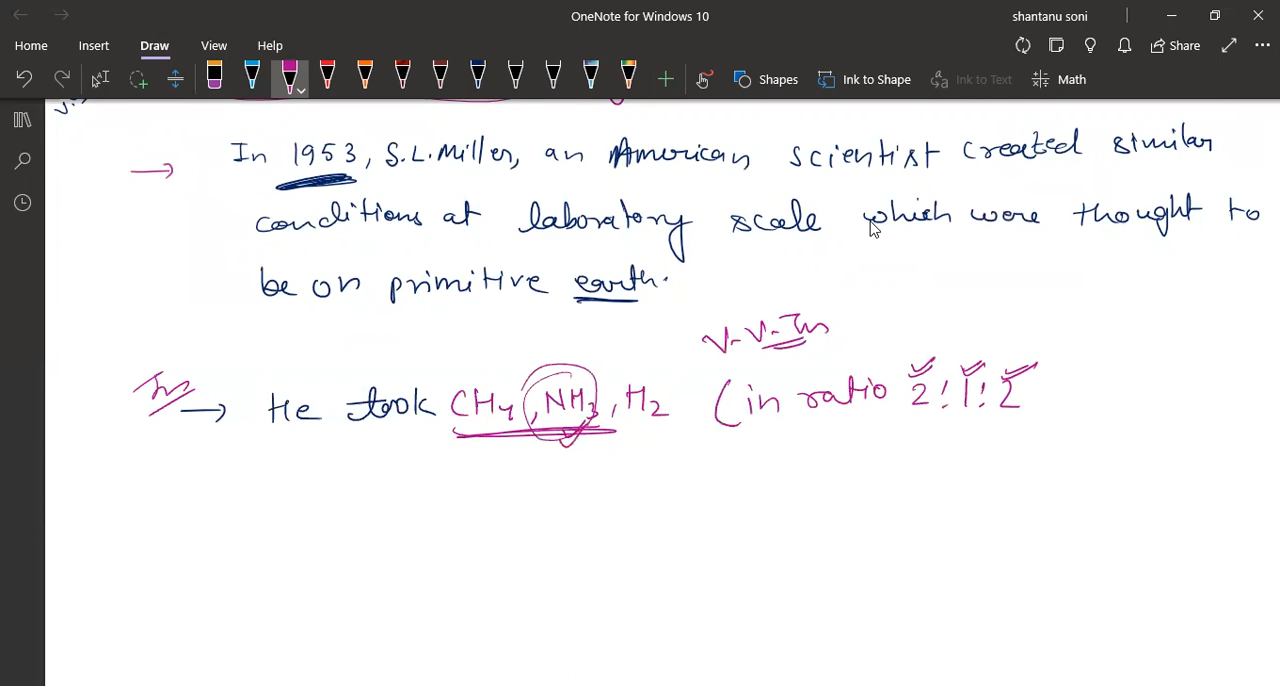 OneNote for Windows 10
shantanu soni
Home Insert Draw View Help
Share
Shapes Ink to Shape Ink to Text Math
→ In 1953, S.L. Miller, an American scientist created similar
conditions at laboratory scale which were thought to
be on primitive earth.
V. V. Ims
→ He took CH4, NH3, H2 (in ratio 2:1:2